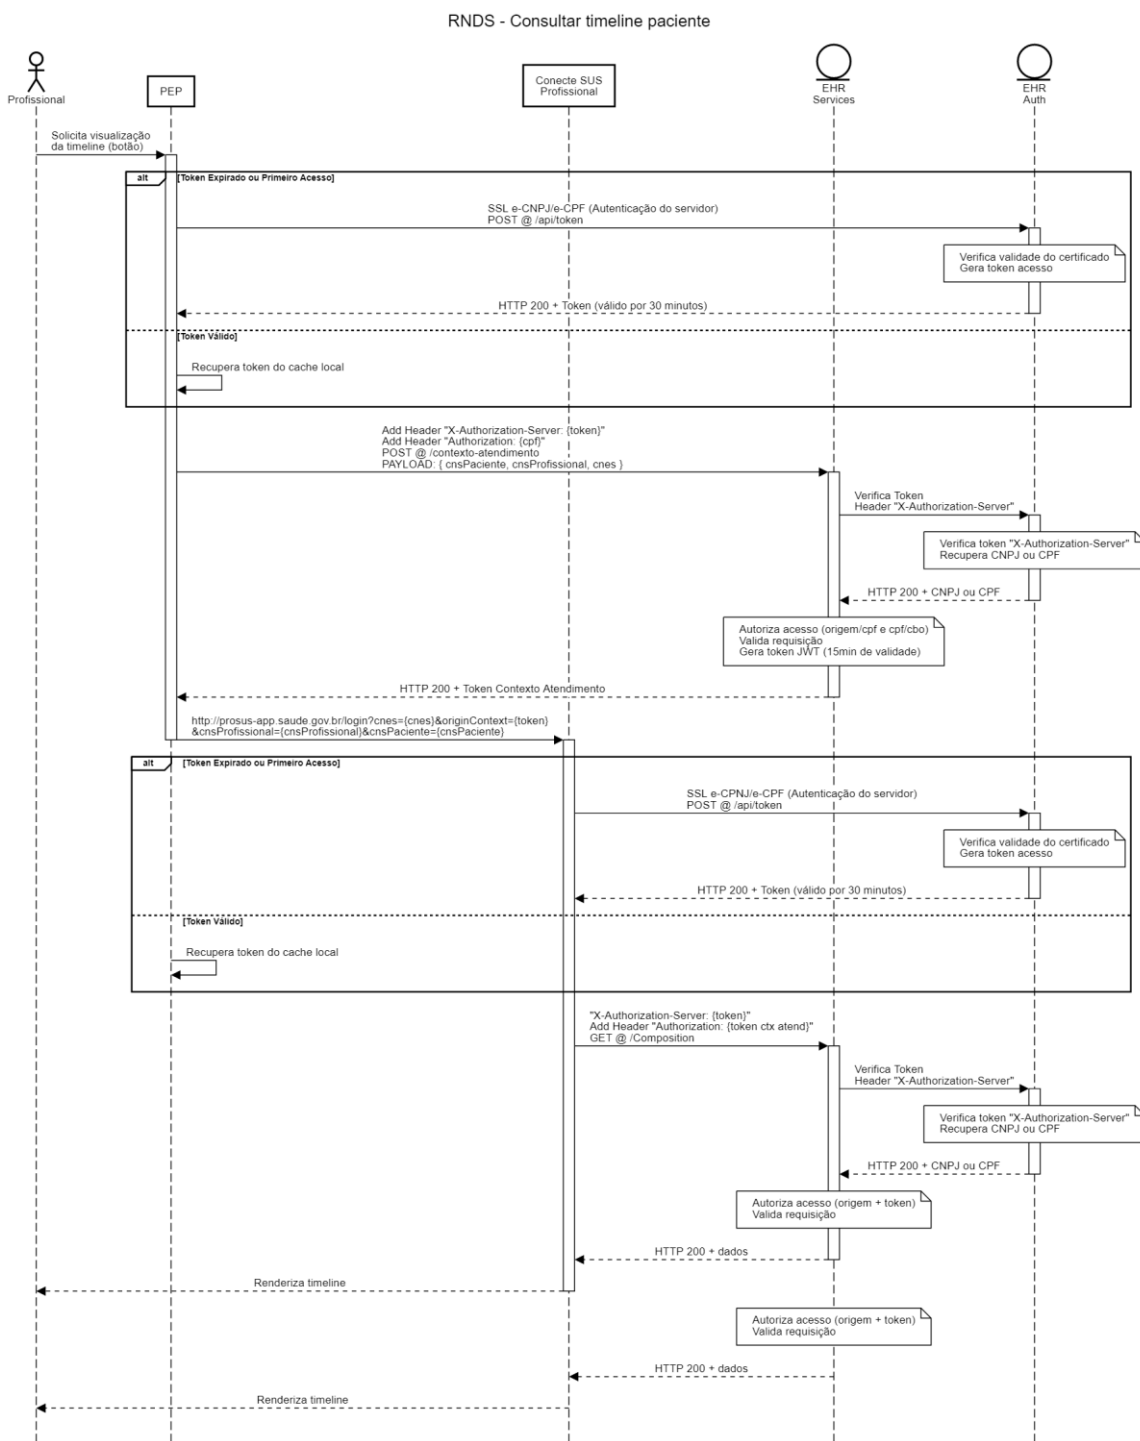 RNDS - Consultar timeline paciente
Profissional
PEP
Conecte SUS
Profissional
EHR
Services
EHR
Auth
Solicita visualização
da timeline (botão)
alt
[Token Expirado ou Primeiro Acesso]
SSL e-CNPJ/e-CPF (Autenticação do servidor)
POST @ /api/token
Verifica validade do certificado
Gera token acesso
HTTP 200 + Token (válido por 30 minutos)
[Token Válido]
Recupera token do cache local
Add Header "X-Authorization-Server: {token}"
Add Header "Authorization: {cpf}"
POST @ /contexto-atendimento
PAYLOAD: { cnsPaciente, cnsProfissional, cnes }
Verifica Token
Header "X-Authorization-Server"
Verifica token "X-Authorization-Server"
Recupera CNPJ ou CPF
HTTP 200 + CNPJ ou CPF
Autoriza acesso (origem/cpf e cpf/cbo)
Valida requisição
Gera token JWT (15min de validade)
HTTP 200 + Token Contexto Atendimento
http://prosus-app.saude.gov.br/login?cnes={cnes}&originContext={token}
&cnsProfissional={cnsProfissional}&cnsPaciente={cnsPaciente}
alt
[Token Expirado ou Primeiro Acesso]
SSL e-CPNJ/e-CPF (Autenticação do servidor)
POST @ /api/token
Verifica validade do certificado
Gera token acesso
HTTP 200 + Token (válido por 30 minutos)
[Token Válido]
Recupera token do cache local
"X-Authorization-Server: {token}"
Add Header "Authorization: {token ctx atend}"
GET @ /Composition
Verifica Token
Header "X-Authorization-Server"
Verifica token "X-Authorization-Server"
Recupera CNPJ ou CPF
HTTP 200 + CNPJ ou CPF
Autoriza acesso (origem + token)
Valida requisição
HTTP 200 + dados
Renderiza timeline
Autoriza acesso (origem + token)
Valida requisição
HTTP 200 + dados
Renderiza timeline